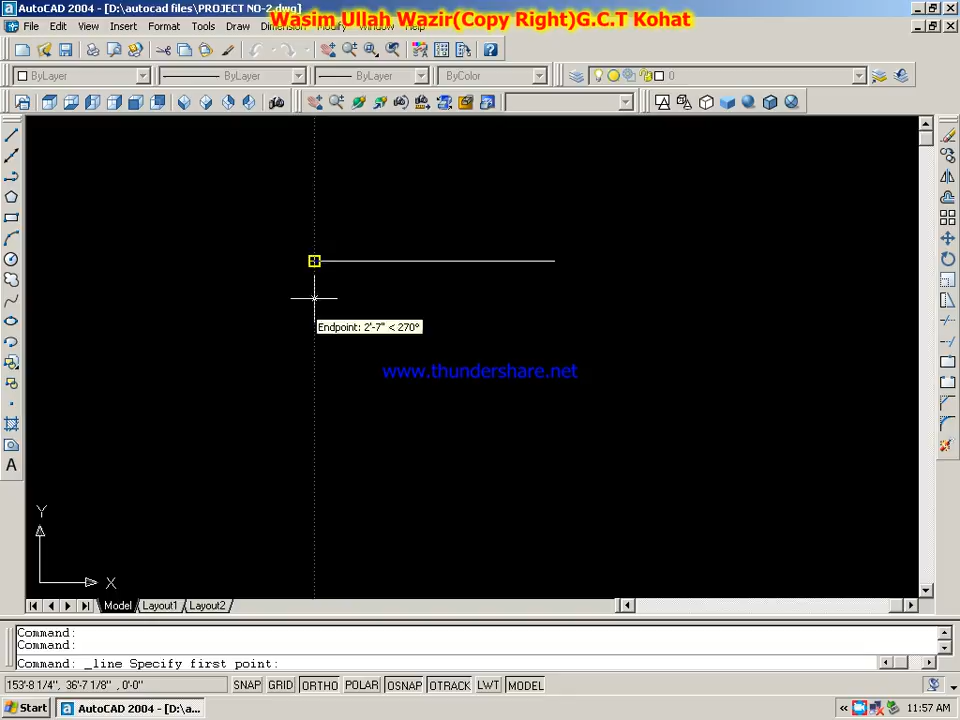 AutoCAD 2004 - [D:\autocad files\PROJECT NO-2.dwg]
Wasim Ullah Wazir(Copy Right)G.C.T Kohat
File Edit View Insert Format Tools Draw Dimension Modify Window Help
ByLayer ByLayer ByLayer ByColor 0
Endpoint: 2'-7" < 270°
www.thundershare.net
Y
X
A
Model Layout1 Layout2
Command:
Command:
Command: _line Specify first point:
153'-8 1/4", 36'-7 1/8" , 0'-0" SNAP GRID ORTHO POLAR OSNAP OTRACK LWT MODEL
Start AutoCAD 2004 - [D:\a... 11:57 AM